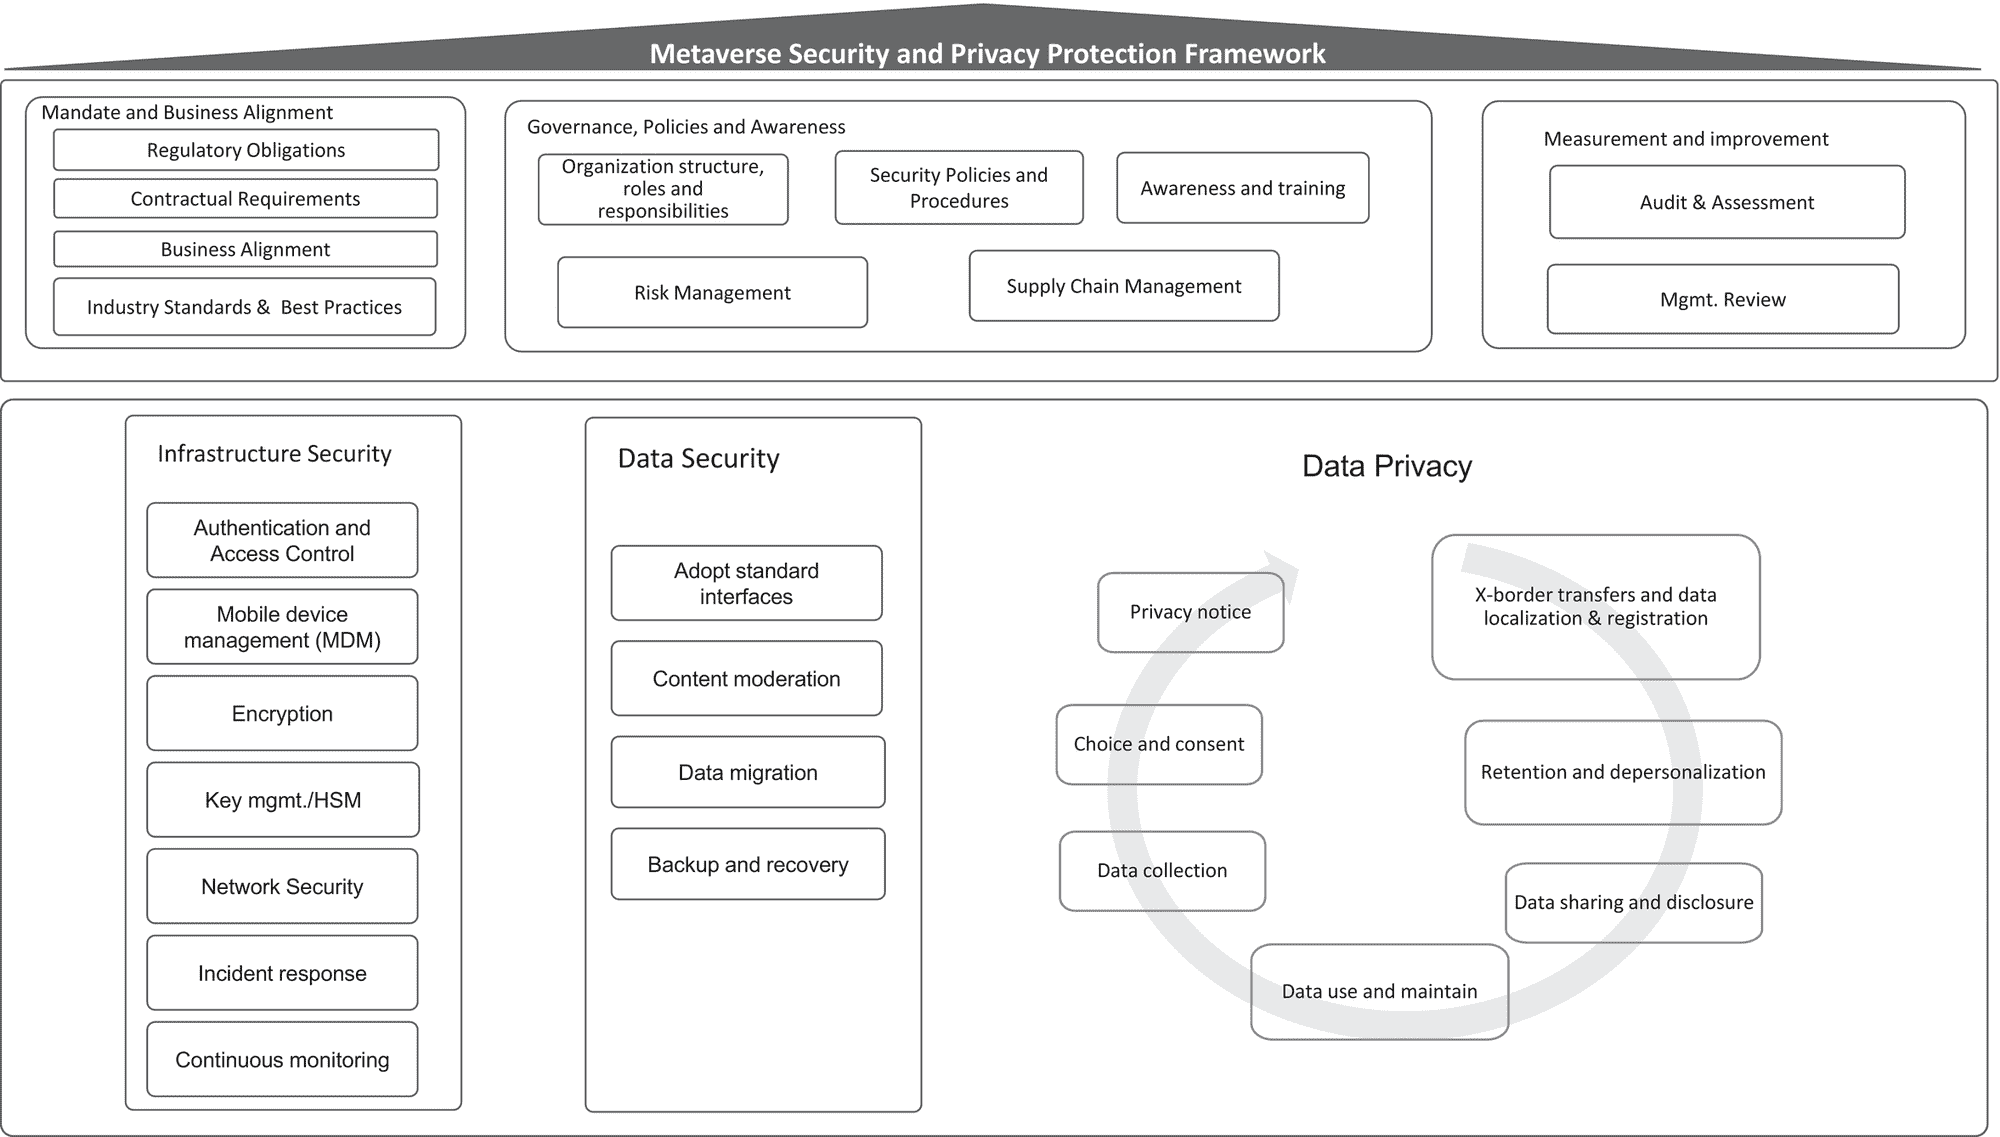 Metaverse Security and Privacy Protection Framework
Mandate and Business Alignment
Regulatory Obligations
Contractual Requirements
Business Alignment
Industry Standards &  Best Practices
Governance, Policies and Awareness
Organization structure,
roles and
responsibilities
Security Policies and
Procedures
Awareness and training
Risk Management
Supply Chain Management
Measurement and improvement
Audit & Assessment
Mgmt. Review
Infrastructure Security
Authentication and
Access Control
Mobile device
management (MDM)
Encryption
Key mgmt./HSM
Network Security
Incident response
Continuous monitoring
Data Security
Adopt standard
interfaces
Content moderation
Data migration
Backup and recovery
Data Privacy
Privacy notice
Choice and consent
Data collection
Data use and maintain
Data sharing and disclosure
Retention and depersonalization
X-border transfers and data
localization & registration